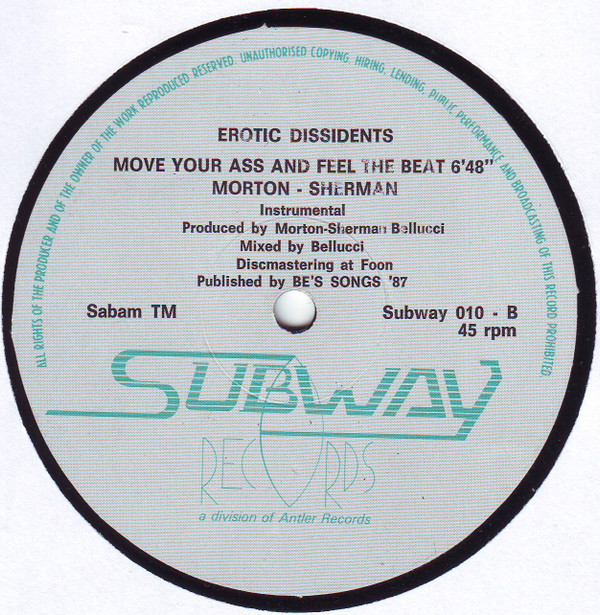 ALL RIGHTS OF THE PRODUCER AND OF THE OWNER OF THE WORK REPRODUCED RESERVED. UNAUTHORISED COPYING, HIRING, LENDING, PUBLIC PERFORMANCE AND BROADCASTING OF THIS RECORD PROHIBITED.
EROTIC DISSIDENTS
MOVE YOUR ASS AND FEEL THE BEAT 6'48"
MORTON - SHERMAN
Instrumental
Produced by Morton-Sherman Bellucci
Mixed by Bellucci
Discmastering at Foon
Published by BE'S SONGS '87
Sabam TM
Subway 010 - B
45 rpm
SUBWAY
RECORDS
a division of Antler Records